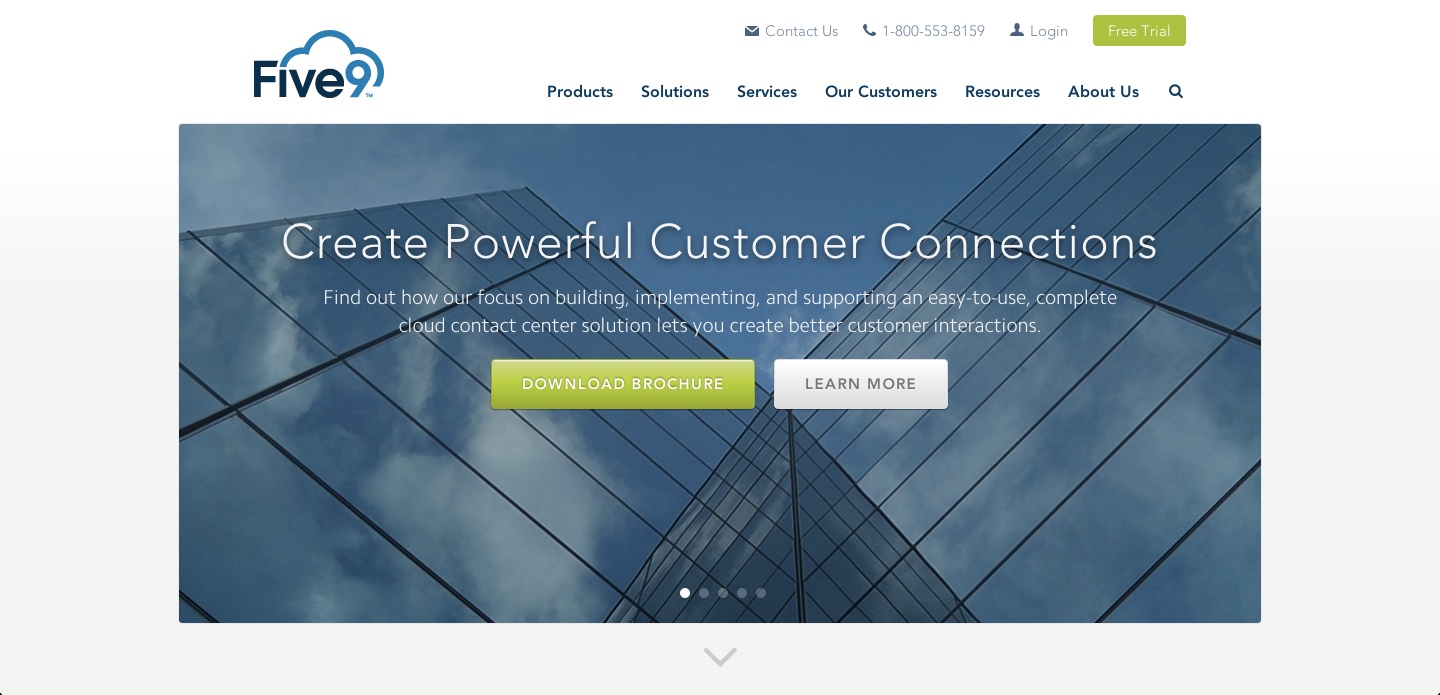 Contact Us
1-800-553-8159
Login
Free Trial
Five9™
Products
Solutions
Services
Our Customers
Resources
About Us
Create Powerful Customer Connections
Find out how our focus on building, implementing, and supporting an easy-to-use, complete
cloud contact center solution lets you create better customer interactions.
DOWNLOAD BROCHURE
LEARN MORE